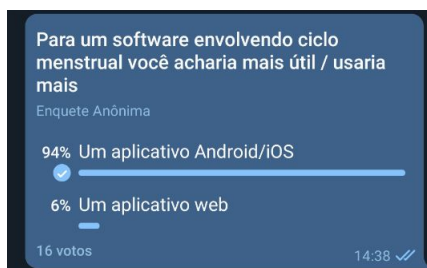 Para um software envolvendo ciclo
menstrual você acharia mais útil / usaria
mais
Enquete Anônima
94% Um aplicativo Android/iOS
6% Um aplicativo web
16 votos 14:38